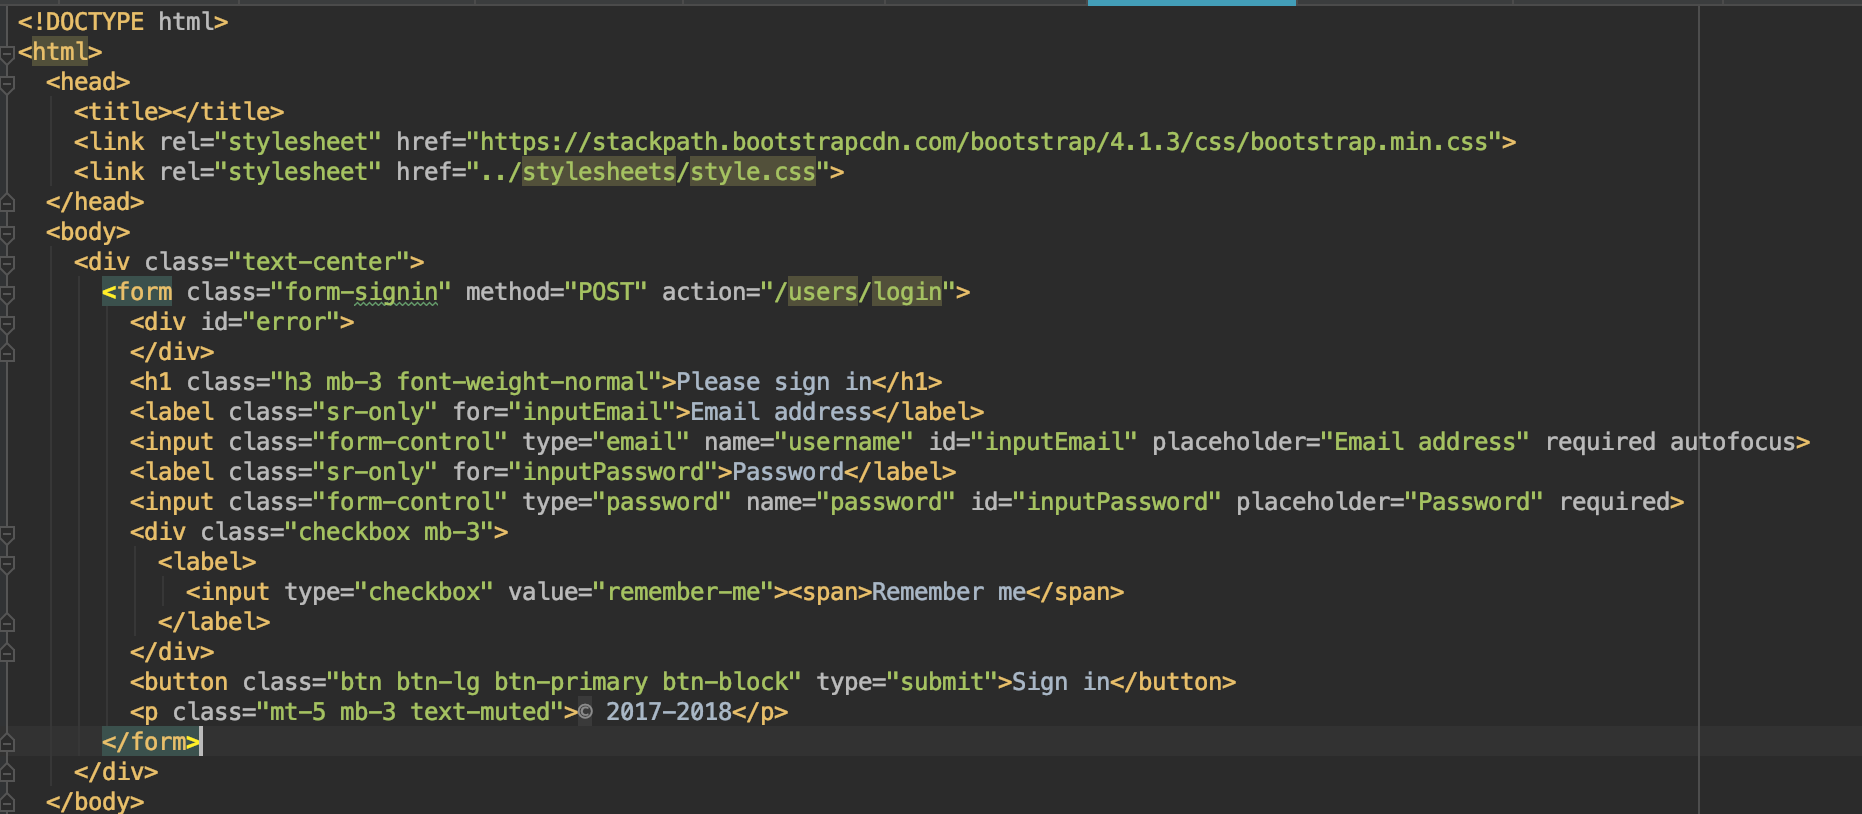 <!DOCTYPE html>
<html>
  <head>
    <title></title>
    <link rel="stylesheet" href="https://stackpath.bootstrapcdn.com/bootstrap/4.1.3/css/bootstrap.min.css">
    <link rel="stylesheet" href="../stylesheets/style.css">
  </head>
  <body>
    <div class="text-center">
      <form class="form-signin" method="POST" action="/users/login">
        <div id="error">
        </div>
        <h1 class="h3 mb-3 font-weight-normal">Please sign in</h1>
        <label class="sr-only" for="inputEmail">Email address</label>
        <input class="form-control" type="email" name="username" id="inputEmail" placeholder="Email address" required autofocus>
        <label class="sr-only" for="inputPassword">Password</label>
        <input class="form-control" type="password" name="password" id="inputPassword" placeholder="Password" required>
        <div class="checkbox mb-3">
          <label>
            <input type="checkbox" value="remember-me"><span>Remember me</span>
          </label>
        </div>
        <button class="btn btn-lg btn-primary btn-block" type="submit">Sign in</button>
        <p class="mt-5 mb-3 text-muted">© 2017-2018</p>
      </form>
    </div>
  </body>